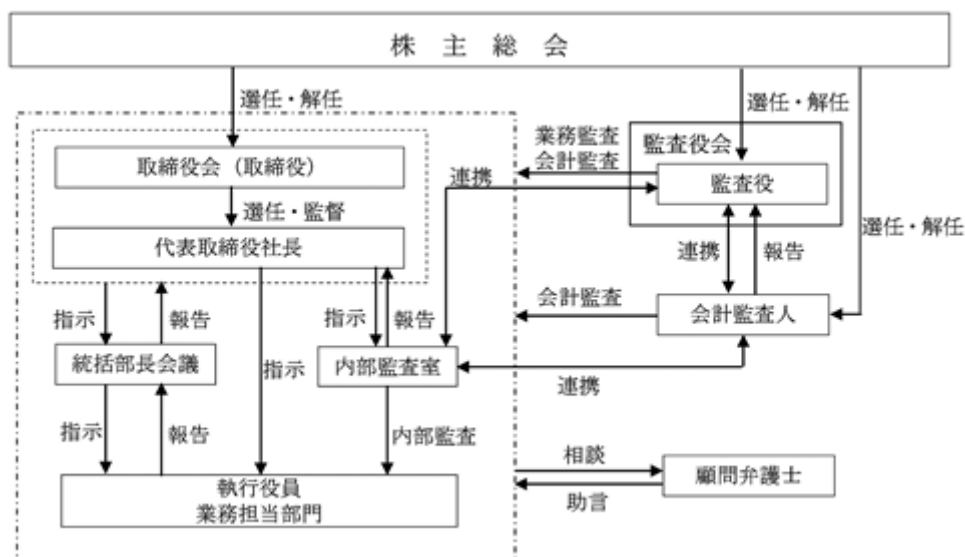 株主総会
選任・解任
選任・解任
業務監査
会計監査
監査役会
取締役会（取締役）
連携
監査役
選任・監督
選任・解任
代表取締役社長
連携
報告
会計監査
会計監査人
指示
報告
指示
報告
統括部長会議
指示
内部監査室
連携
指示
報告
内部監査
相談
顧問弁護士
助言
執行役員
業務担当部門